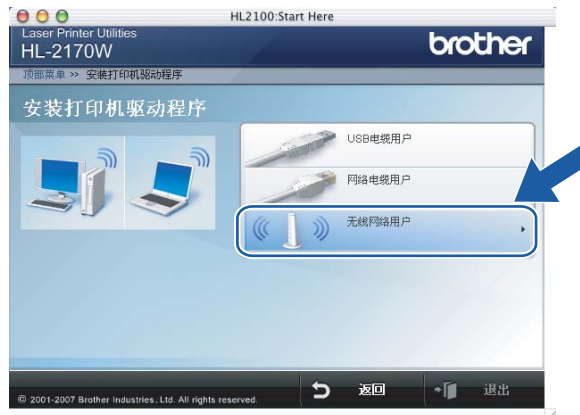 HL2100:Start Here
Laser Printer Utilities
HL-2170W
brother
顶部菜单 >> 安装打印机驱动程序
安装打印机驱动程序
USB电缆用户
网络电缆用户
无线网络用户
返回
退出
© 2001-2007 Brother Industries, Ltd. All rights reserved.